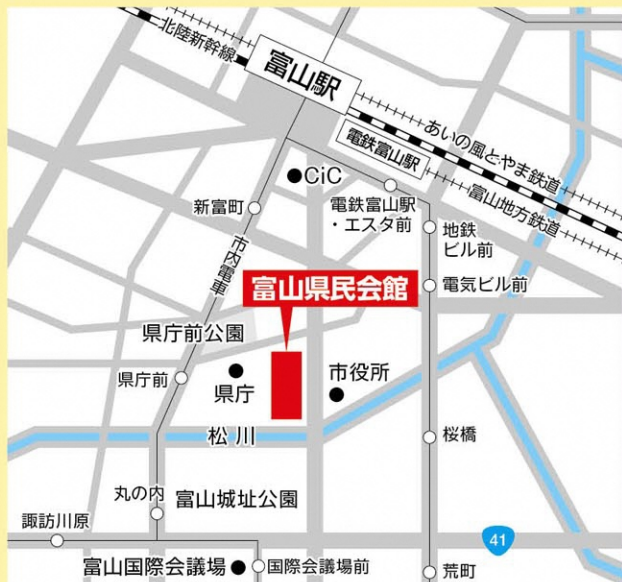 北陸新幹線
富山駅
あいの風とやま鉄道
電鉄富山駅
富山地方鉄道
CiC
新富町
電鉄富山駅
・エスタ前
地鉄
ビル前
市内電車
電気ビル前
富山県民会館
県庁前公園
県庁前
県庁
市役所
松川
桜橋
丸の内
富山城址公園
諏訪川原
41
富山国際会議場
国際会議場前
荒町